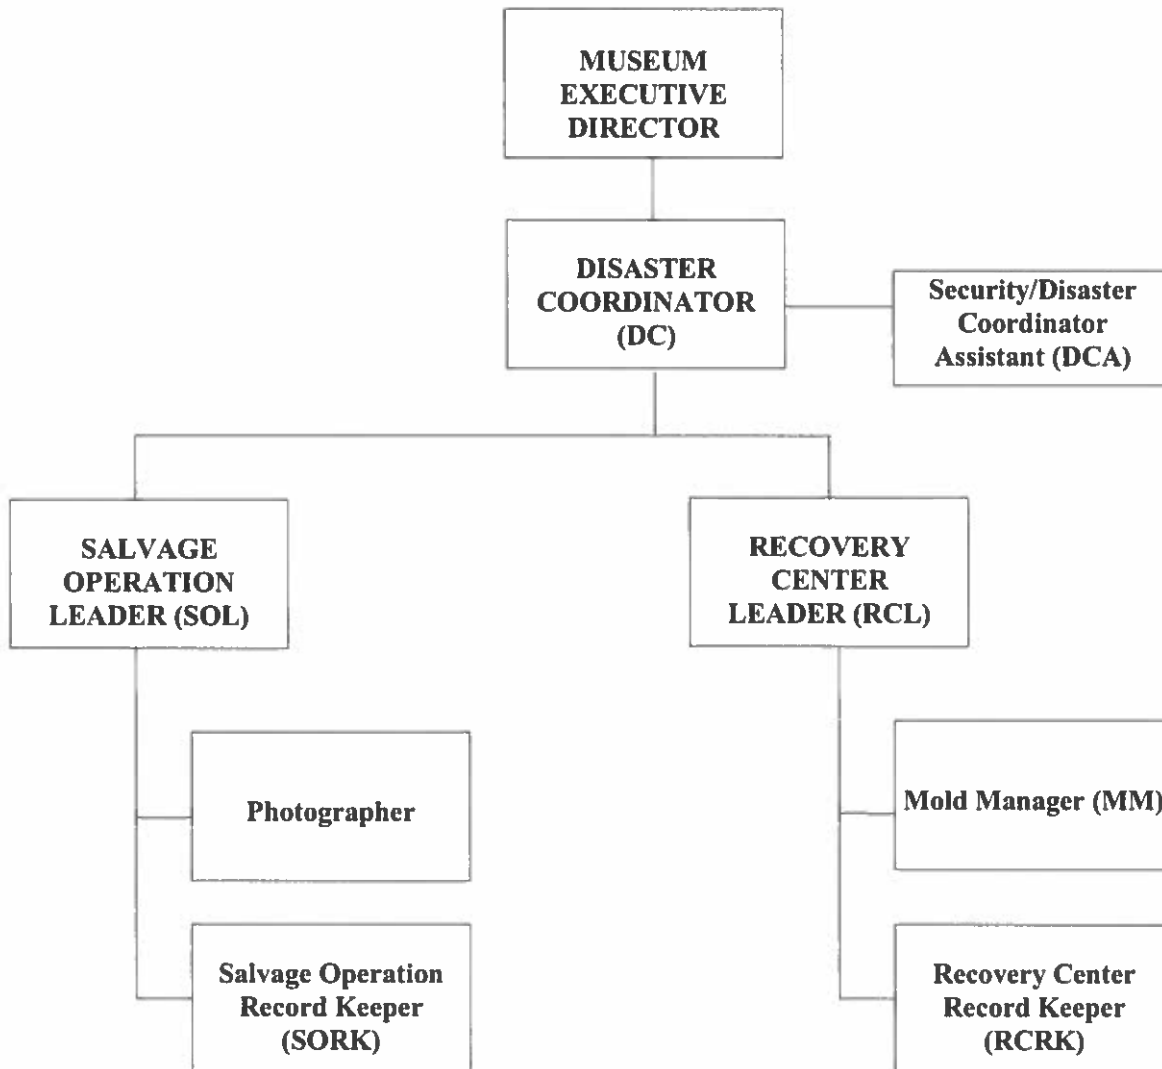 MUSEUM
EXECUTIVE
DIRECTOR
DISASTER
COORDINATOR
(DC)
Security/Disaster
Coordinator
Assistant (DCA)
SALVAGE
OPERATION
LEADER (SOL)
RECOVERY
CENTER
LEADER (RCL)
Photographer
Mold Manager (MM)
Salvage Operation
Record Keeper
(SORK)
Recovery Center
Record Keeper
(RCRK)